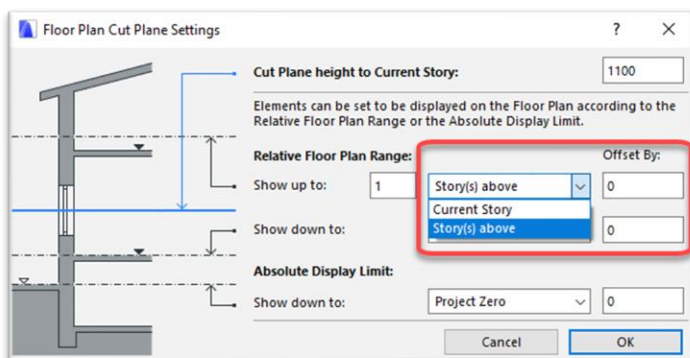 Floor Plan Cut Plane Settings
?
Cut Plane height to Current Story:
1100
Elements can be set to be displayed on the Floor Plan according to the
Relative Floor Plan Range or the Absolute Display Limit.
Relative Floor Plan Range:
Offset By:
Show up to:
1
Story(s) above
0
Current Story
Story(s) above
Show down to:
0
Absolute Display Limit:
Show down to:
Project Zero
0
Cancel
OK